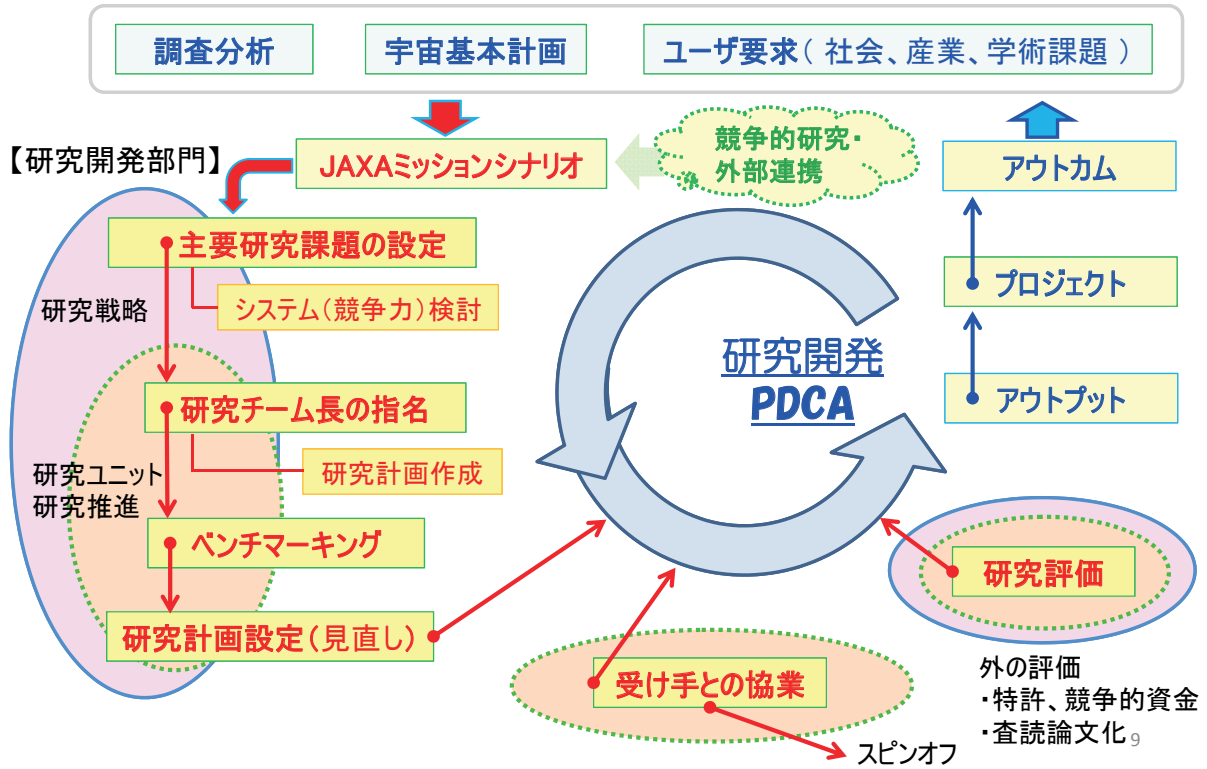 調査分析
宇宙基本計画
ユーザ要求( 社会、産業、学術課題 )
【研究開発部門】
JAXAミッションシナリオ
競争的研究・
外部連携
アウトカム
主要研究課題の設定
システム(競争力)検討
研究戦略
プロジェクト
研究開発
PDCA
研究チーム長の指名
アウトプット
研究計画作成
研究ユニット
研究推進
ベンチマーキング
研究評価
研究計画設定(見直し)
受け手との協業
外の評価
・特許、競争的資金
・査読論文化
9
スピンオフ